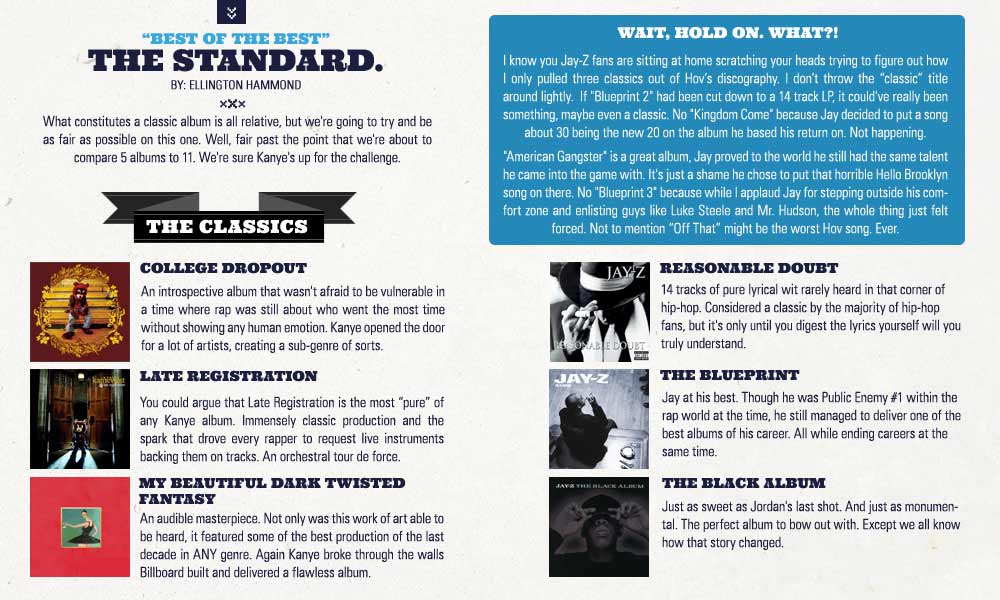 “BEST OF THE BEST”
THE STANDARD.
BY: ELLINGTON HAMMOND
What constitutes a classic album is all relative, but we're going to try and be
as fair as possible on this one. Well, fair past the point that we're about to
compare 5 albums to 11. We're sure Kanye's up for the challenge.
THE CLASSICS
COLLEGE DROPOUT
An introspective album that wasn't afraid to be vulnerable in
a time where rap was still about who went the most time
without showing any human emotion. Kanye opened the door
for a lot of artists, creating a sub-genre of sorts.
LATE REGISTRATION
You could argue that Late Registration is the most “pure” of
any Kanye album. Immensely classic production and the
spark that drove every rapper to request live instruments
backing them on tracks. An orchestral tour de force.
MY BEAUTIFUL DARK TWISTED
FANTASY
An audible masterpiece. Not only was this work of art able to
be heard, it featured some of the best production of the last
decade in ANY genre. Again Kanye broke through the walls
Billboard built and delivered a flawless album.
WAIT, HOLD ON. WHAT?!
I know you Jay-Z fans are sitting at home scratching your heads trying to figure out how
I only pulled three classics out of Hov's discography. I don't throw the “classic” title
around lightly. If "Blueprint 2" had been cut down to a 14 track LP, it could've really been
something, maybe even a classic. No "Kingdom Come" because Jay decided to put a song
about 30 being the new 20 on the album he based his return on. Not happening.
"American Gangster" is a great album, Jay proved to the world he still had the same talent
he came into the game with. It's just a shame he chose to put that horrible Hello Brooklyn
song on there. No "Blueprint 3" because while I applaud Jay for stepping outside his com-
fort zone and enlisting guys like Luke Steele and Mr. Hudson, the whole thing just felt
forced. Not to mention “Off That” might be the worst Hov song. Ever.
JAY-Z
REASONABLE DOUBT
REASONABLE DOUBT
14 tracks of pure lyrical wit rarely heard in that corner of
hip-hop. Considered a classic by the majority of hip-hop
fans, but it's only until you digest the lyrics yourself will you
truly understand.
JAY-Z
THE BLUEPRINT
Jay at his best. Though he was Public Enemy #1 within the
rap world at the time, he still managed to deliver one of the
best albums of his career. All while ending careers at the
same time.
JAY-Z THE BLACK ALBUM
THE BLACK ALBUM
Just as sweet as Jordan's last shot. And just as monumen-
tal. The perfect album to bow out with. Except we all know
how that story changed.